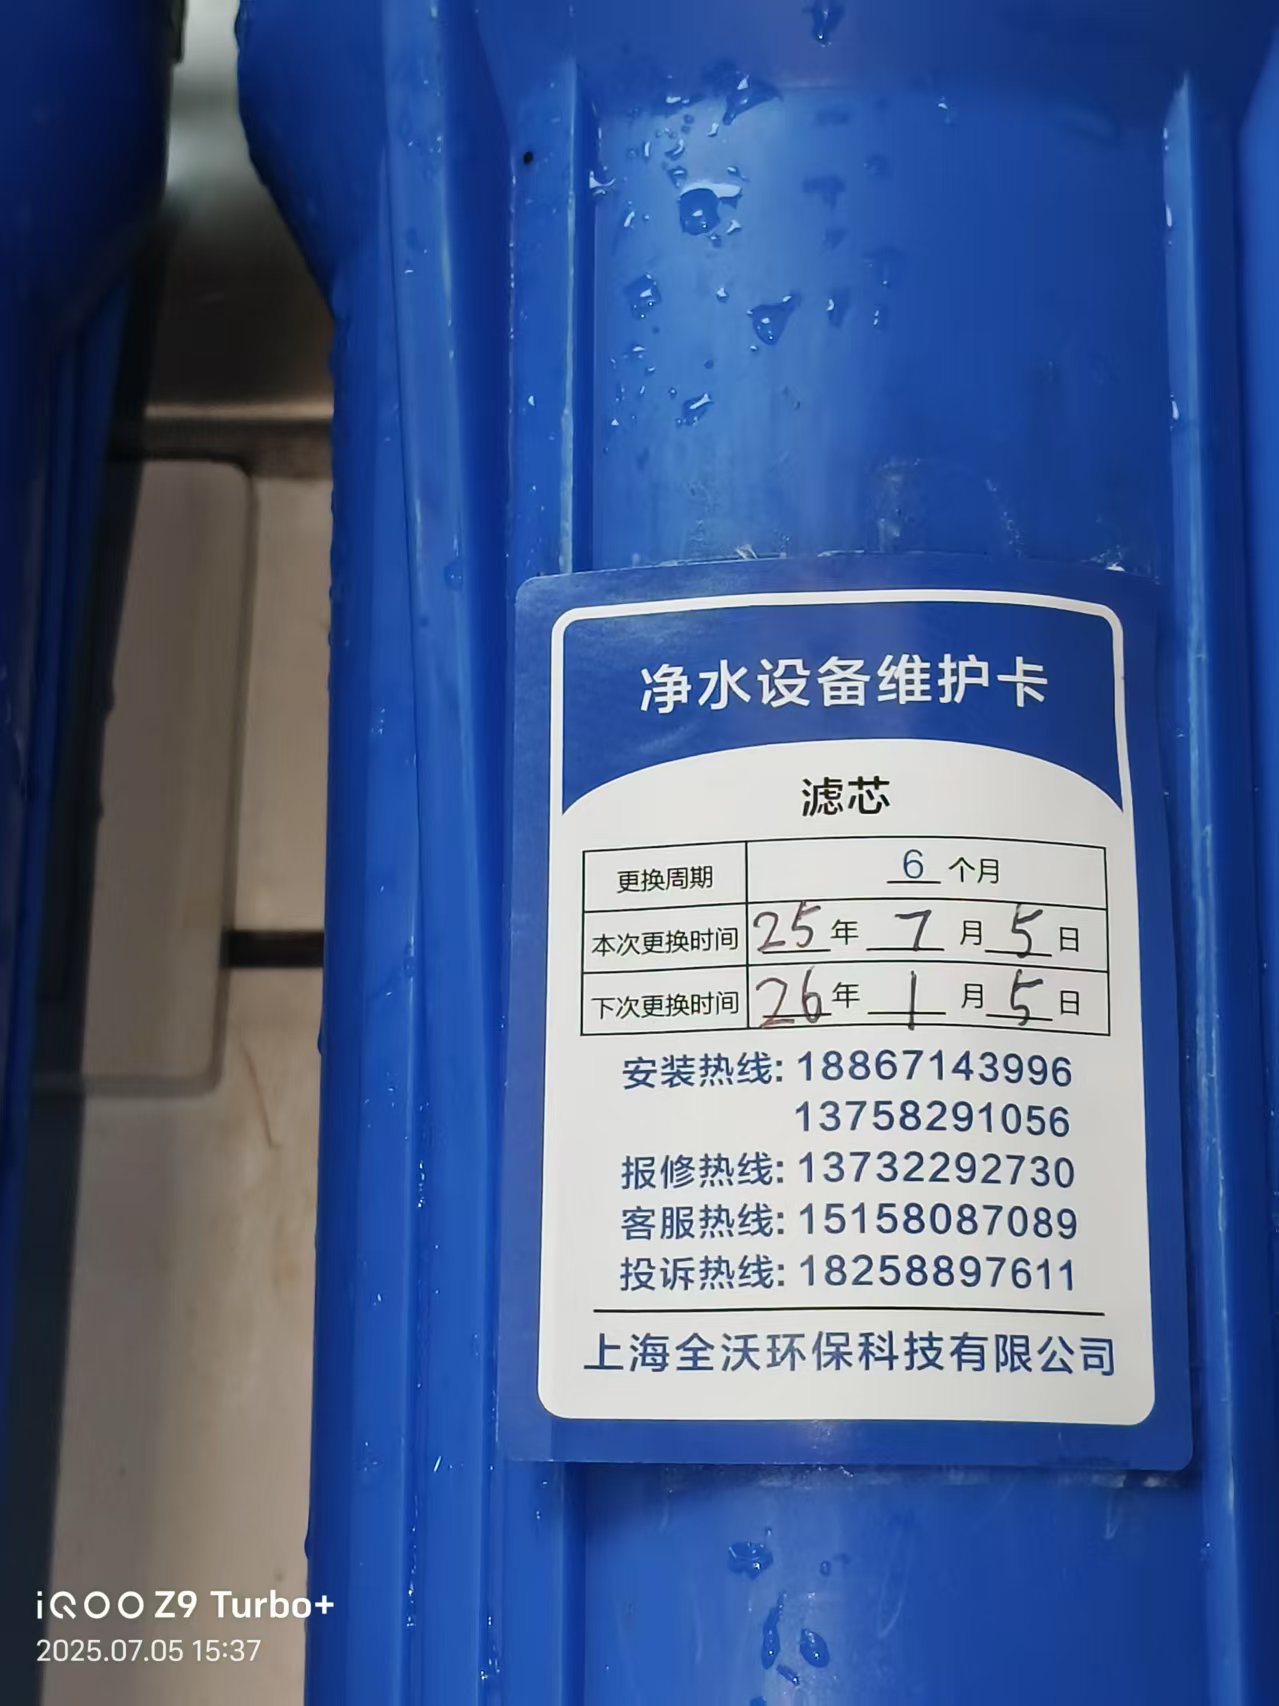 净水设备维护卡
滤芯
更换周期 6 个月
本次更换时间 25年 7 月 5 日
下次更换时间 26年 1 月 5 日
安装热线: 18867143996
13758291056
报修热线: 13732292730
客服热线: 15158087089
投诉热线: 18258897611
上海全沃环保科技有限公司
iQOO Z9 Turbo+
2025.07.05 15:37